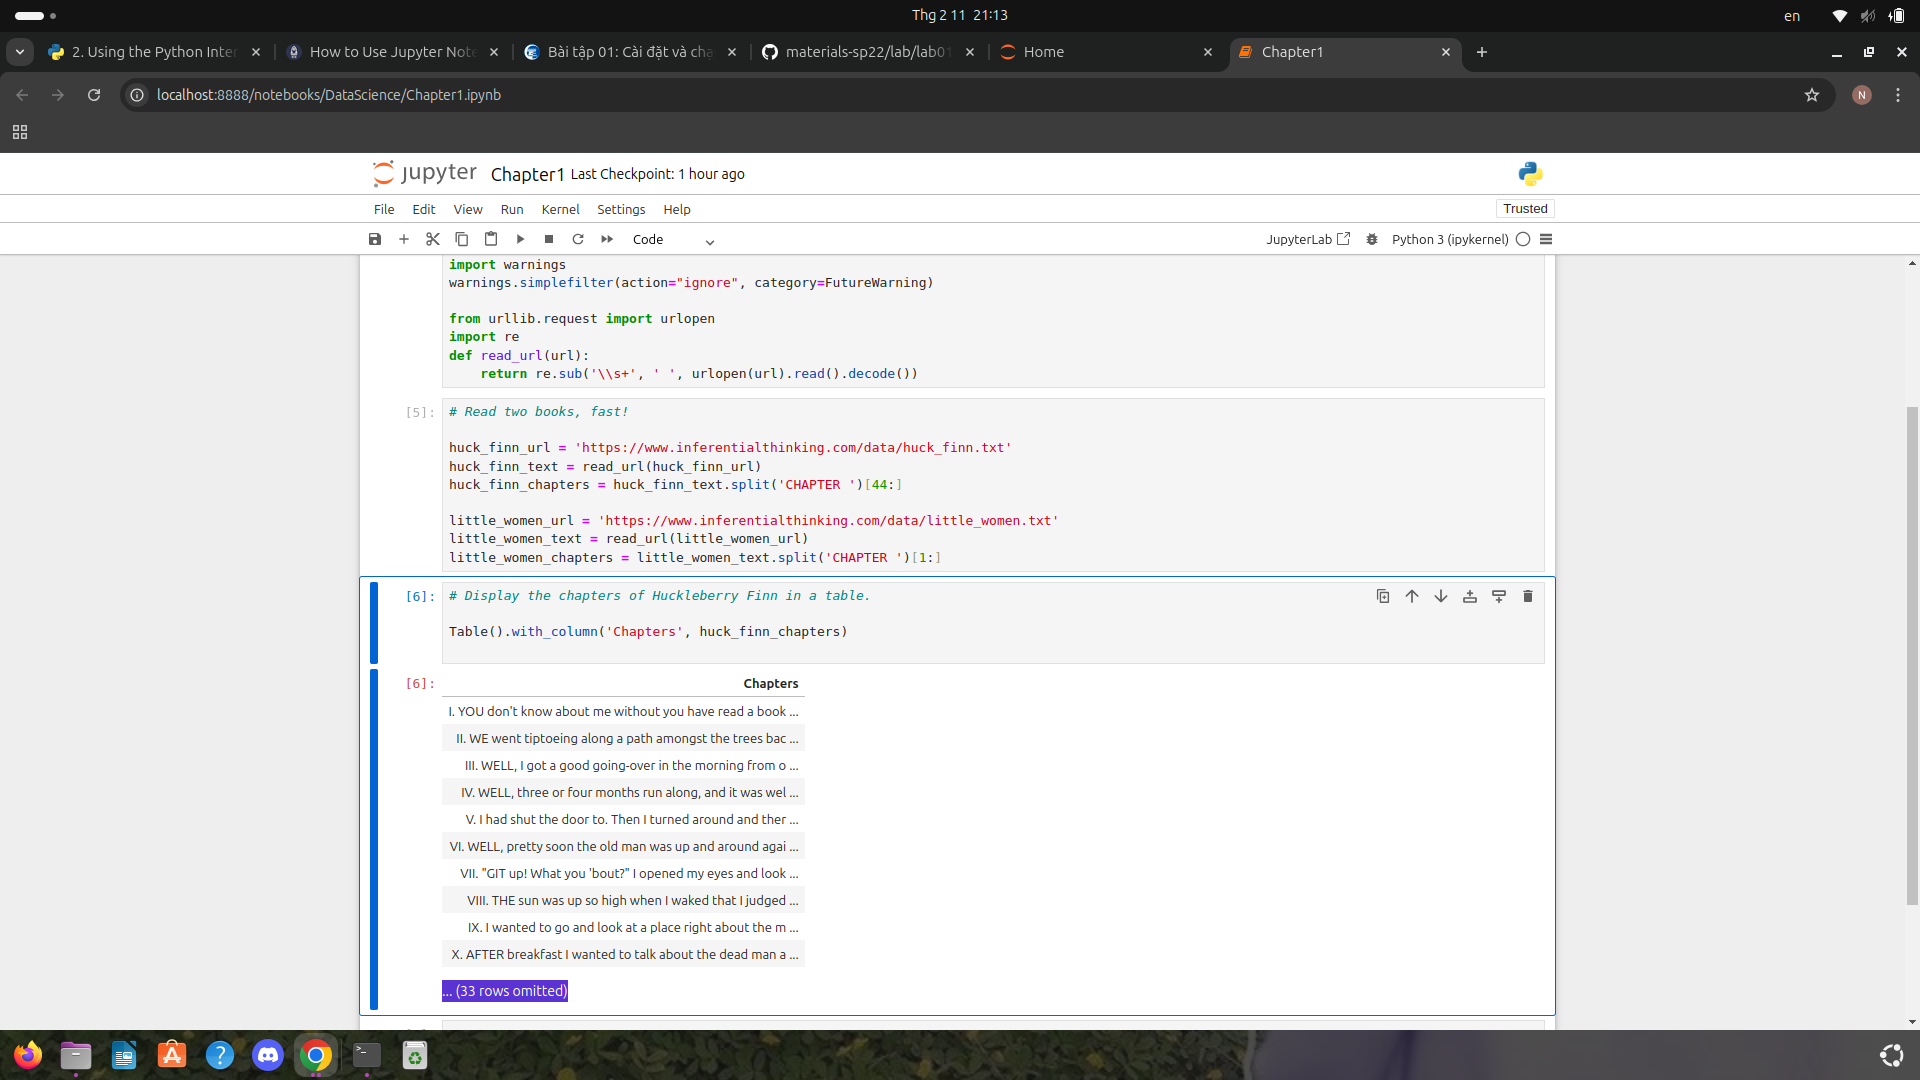 Thg 2 11 21:13
en
2. Using the Python Inter
How to Use Jupyter Note
Bài tập 01: Cài đặt và chạ
materials-sp22/lab/lab01
Home
Chapter1
localhost:8888/notebooks/DataScience/Chapter1.ipynb
N
jupyter Chapter1 Last Checkpoint: 1 hour ago
File Edit View Run Kernel Settings Help
Trusted
Code
JupyterLab
Python 3 (ipykernel)
import warnings
warnings.simplefilter(action="ignore", category=FutureWarning)
from urllib.request import urlopen
import re
def read_url(url):
    return re.sub('\\s+', ' ', urlopen(url).read().decode())
[5]: # Read two books, fast!
huck_finn_url = 'https://www.inferentialthinking.com/data/huck_finn.txt'
huck_finn_text = read_url(huck_finn_url)
huck_finn_chapters = huck_finn_text.split('CHAPTER ')[44:]
little_women_url = 'https://www.inferentialthinking.com/data/little_women.txt'
little_women_text = read_url(little_women_url)
little_women_chapters = little_women_text.split('CHAPTER ')[1:]
[6]: # Display the chapters of Huckleberry Finn in a table.
Table().with_column('Chapters', huck_finn_chapters)
[6]: Chapters
I. YOU don't know about me without you have read a book ...
II. WE went tiptoeing along a path amongst the trees bac ...
III. WELL, I got a good going-over in the morning from o ...
IV. WELL, three or four months run along, and it was wel ...
V. I had shut the door to. Then I turned around and ther ...
VI. WELL, pretty soon the old man was up and around agai ...
VII. "GIT up! What you 'bout?" I opened my eyes and look ...
VIII. THE sun was up so high when I waked that I judged ...
IX. I wanted to go and look at a place right about the m ...
X. AFTER breakfast I wanted to talk about the dead man a ...
... (33 rows omitted)